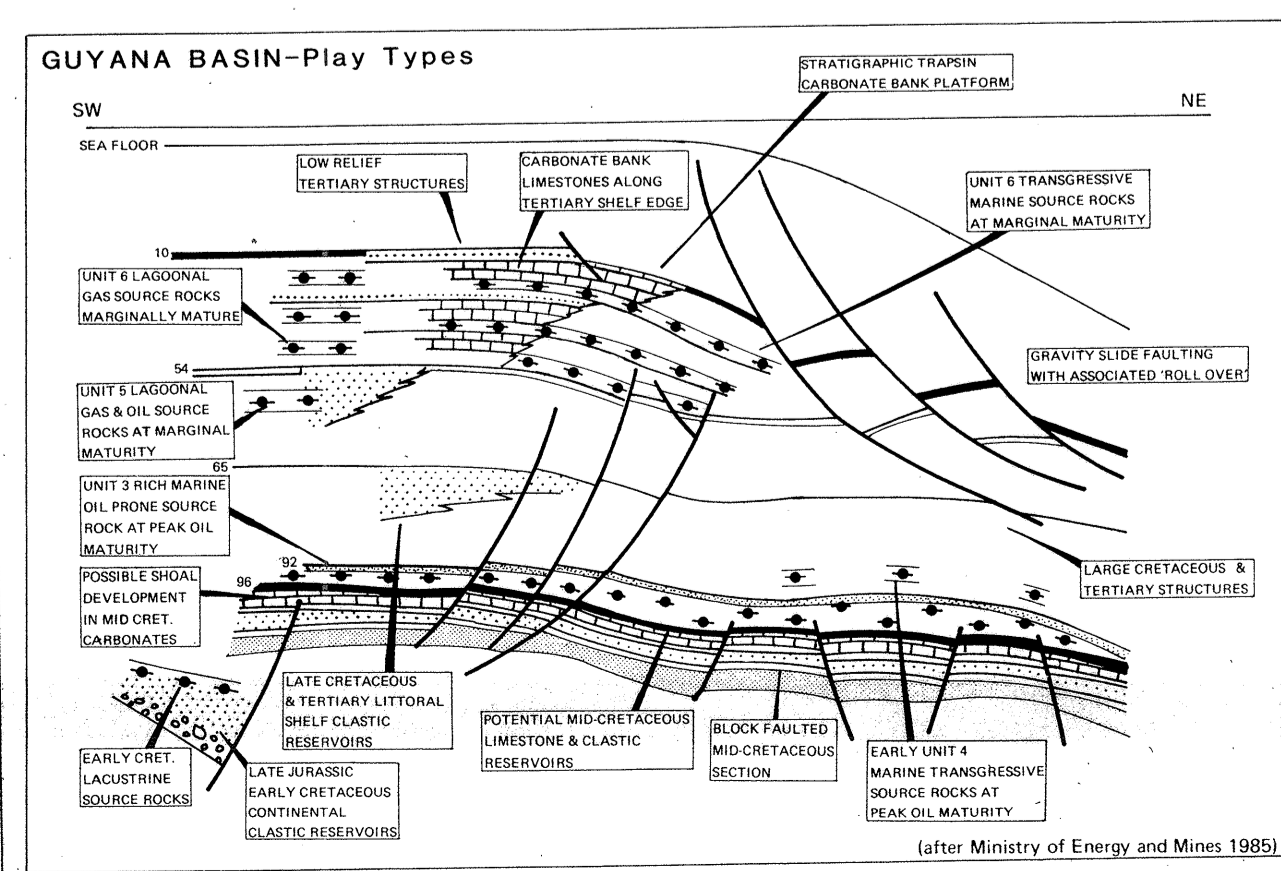 GUYANA BASIN-Play Types
SW
NE
SEA FLOOR
STRATIGRAPHIC TRAPSIN
CARBONATE BANK PLATFORM
LOW RELIEF
TERTIARY STRUCTURES
CARBONATE BANK
LIMESTONES ALONG
TERTIARY SHELF EDGE
UNIT 6 TRANSGRESSIVE
MARINE SOURCE ROCKS
AT MARGINAL MATURITY
10
UNIT 6 LAGOONAL
GAS SOURCE ROCKS
MARGINALLY MATURE
54
GRAVITY SLIDE FAULTING
WITH ASSOCIATED 'ROLL OVER'
UNIT 5 LAGOONAL
GAS & OIL SOURCE
ROCKS AT MARGINAL
MATURITY
65
UNIT 3 RICH MARINE
OIL PRONE SOURCE
ROCK AT PEAK OIL
MATURITY
92
96
POSSIBLE SHOAL
DEVELOPMENT
IN MID CRET.
CARBONATES
LARGE CRETACEOUS &
TERTIARY STRUCTURES
EARLY CRET.
LACUSTRINE
SOURCE ROCKS
LATE JURASSIC
EARLY CRETACEOUS
CONTINENTAL
CLASTIC RESERVOIRS
LATE CRETACEOUS
& TERTIARY LITTORAL
SHELF CLASTIC
RESERVOIRS
POTENTIAL MID-CRETACEOUS
LIMESTONE & CLASTIC
RESERVOIRS
BLOCK FAULTED
MID-CRETACEOUS
SECTION
EARLY UNIT 4
MARINE TRANSGRESSIVE
SOURCE ROCKS AT
PEAK OIL MATURITY
(after Ministry of Energy and Mines 1985)